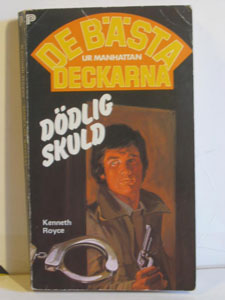 DE BÄSTA
UR MANHATTAN
DECKARNA
DÖDLIG
SKULD
Kenneth
Royce